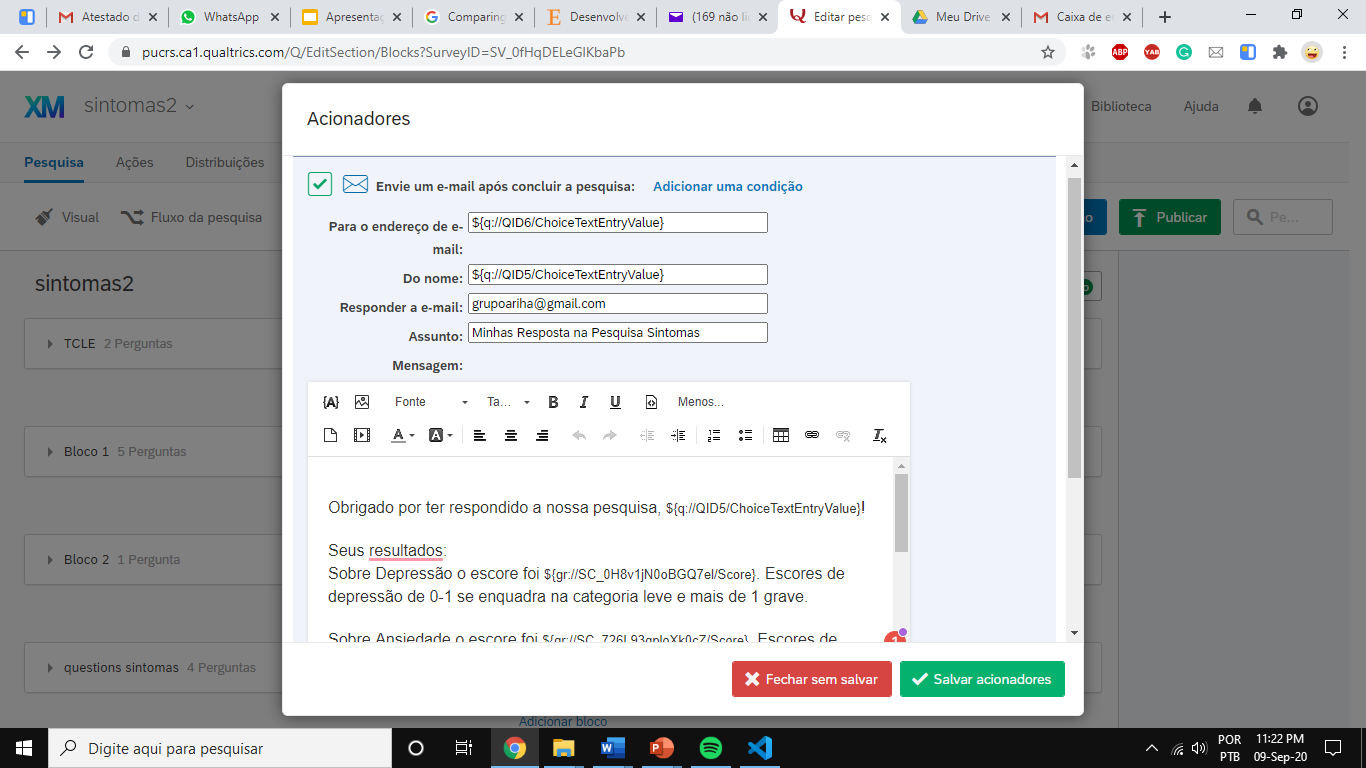 Atestado d
WhatsApp
Apresentaç
Comparing
Desenvolve
(169 não li
Editar pesq
Meu Drive
Caixa de e
pucrs.ca1.qualtrics.com/Q/EditSection/Blocks?SurveyID=SV_0fHqDELeGIKbaPb
ABP
YAB
XM
sintomas2
Biblioteca
Ajuda
Pesquisa
Ações
Distribuições
Visual
Fluxo da pesquisa
Publicar
Pe...
sintomas2
TCLE 2 Perguntas
Bloco 1 5 Perguntas
Bloco 2 1 Pergunta
questions sintomas 4 Perguntas
Adicionar bloco
Acionadores
Envie um e-mail após concluir a pesquisa: Adicionar uma condição
Para o endereço de e-
mail:
${q://QID6/ChoiceTextEntryValue}
Do nome: ${q://QID5/ChoiceTextEntryValue}
Responder a e-mail: grupoariha@gmail.com
Assunto: Minhas Resposta na Pesquisa Sintomas
Mensagem:
{A} Fonte Ta... B I U Menos...
Obrigado por ter respondido a nossa pesquisa, ${q://QID5/ChoiceTextEntryValue}!
Seus resultados:
Sobre Depressão o escore foi ${gr://SC_0H8v1jN0oBGQ7el/Score}. Escores de
depressão de 0-1 se enquadra na categoria leve e mais de 1 grave.
Sobre Ansiedade o escore foi Escores de
Fechar sem salvar
Salvar acionadores
Digite aqui para pesquisar
POR
PTB
11:22 PM
09-Sep-20